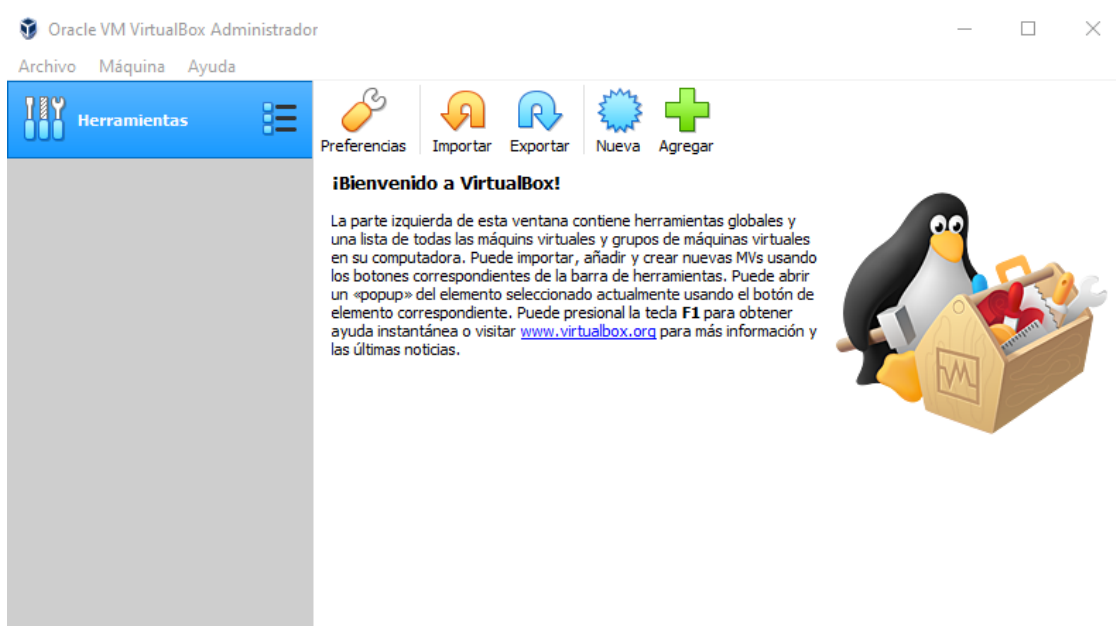 Oracle VM VirtualBox Administrador
Archivo Máquina Ayuda
Herramientas
Preferencias Importar Exportar Nueva Agregar
¡Bienvenido a VirtualBox!
La parte izquierda de esta ventana contiene herramientas globales y
una lista de todas las máquins virtuales y grupos de máquinas virtuales
en su computadora. Puede importar, añadir y crear nuevas MVs usando
los botones correspondientes de la barra de herramientas. Puede abrir
un «popup» del elemento seleccionado actualmente usando el botón de
elemento correspondiente. Puede presional la tecla F1 para obtener
ayuda instantánea o visitar www.virtualbox.org para más información y
las últimas noticias.